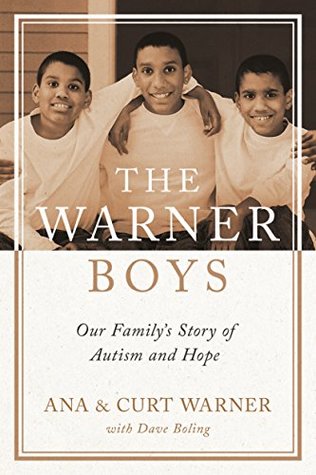 THE
WARNER
BOYS
Our Family's Story of
Autism and Hope
ANA & CURT WARNER
with Dave Boling